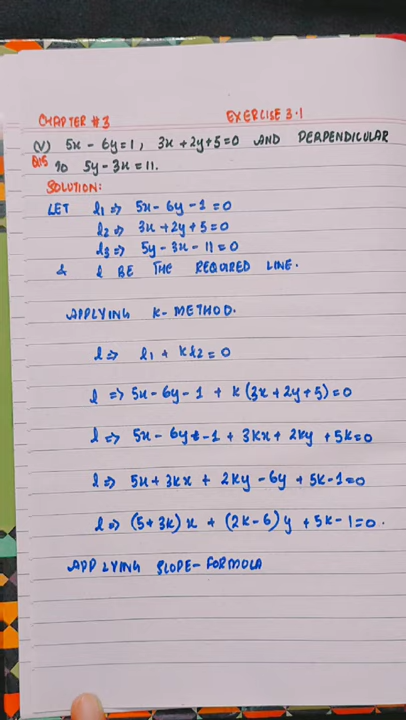 CHAPTER #3 EXERCISE 3.1
(V) 5x - 6y = 1, 3x + 2y + 5 = 0 AND PERPENDICULAR
Q15 TO 5y - 3x = 11.
SOLUTION:
LET l1 => 5x - 6y - 1 = 0
l2 => 3x + 2y + 5 = 0
l3 => 5y - 3x - 11 = 0
& l BE THE REQUIRED LINE.
APPLYING K-METHOD.
l => l1 + kl2 = 0
l => 5x - 6y - 1 + k (3x + 2y + 5) = 0
l => 5x - 6y - 1 + 3kx + 2ky + 5k = 0
l => 5x + 3kx + 2ky - 6y + 5k - 1 = 0
l => (5 + 3k) x + (2k - 6) y + 5k - 1 = 0.
APPLYING SLOPE-FORMULA